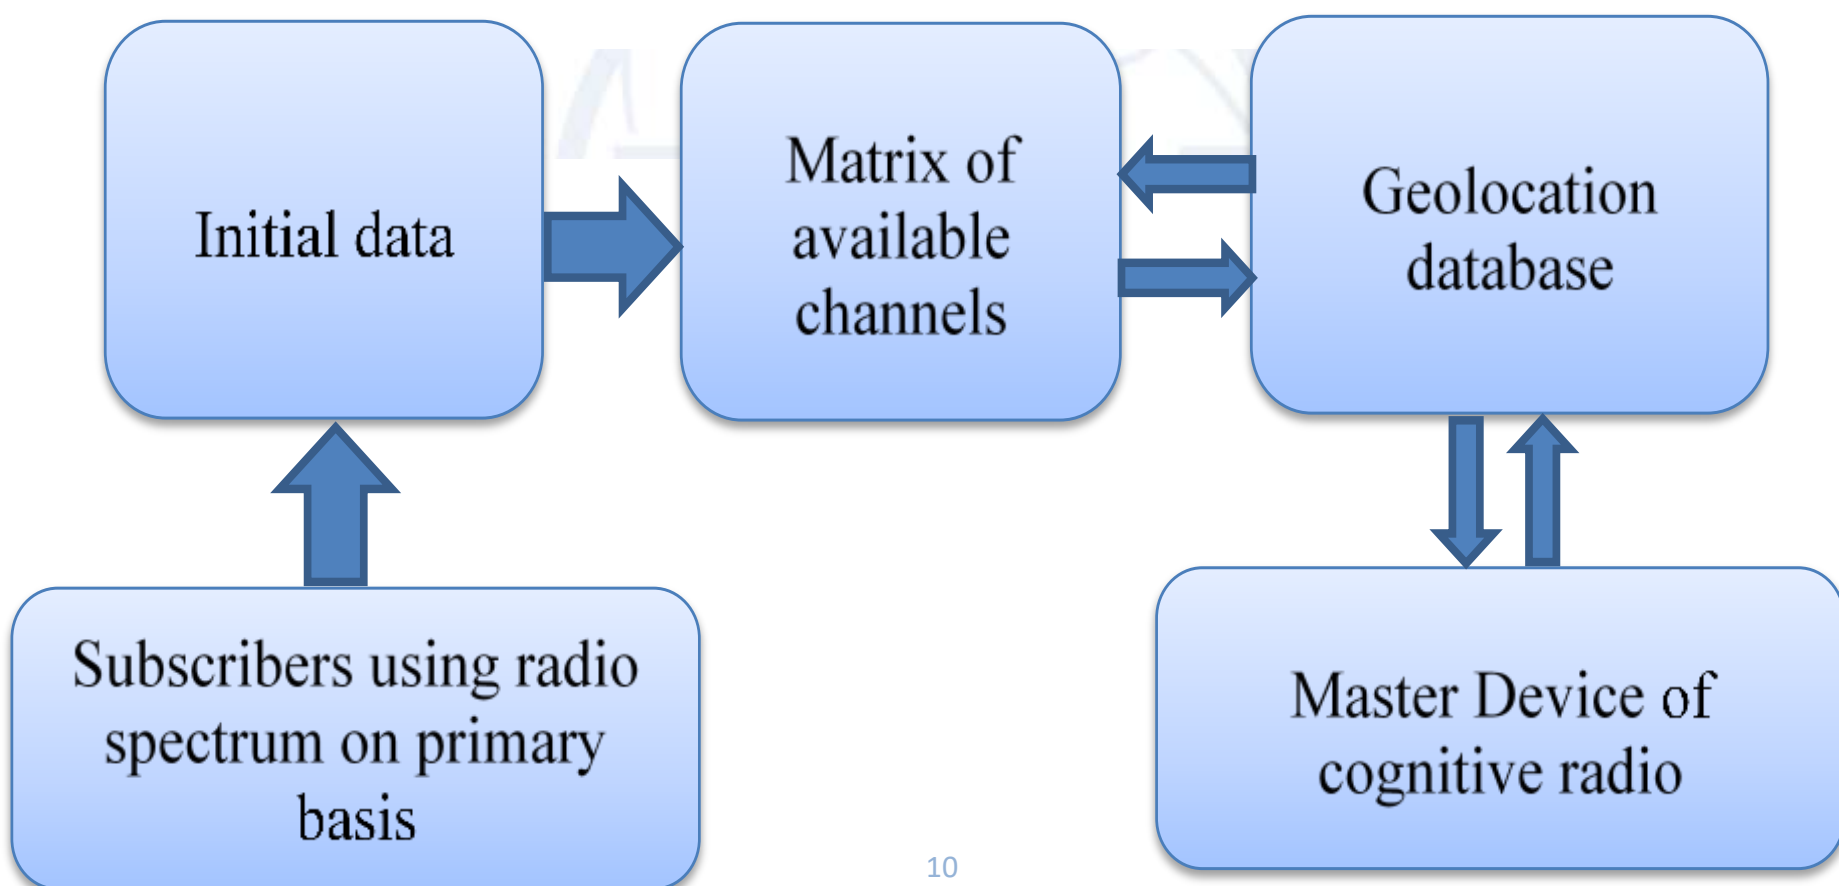 Initial data
Matrix of
available
channels
Geolocation
database
Subscribers using radio
spectrum on primary
basis
Master Device of
cognitive radio
10